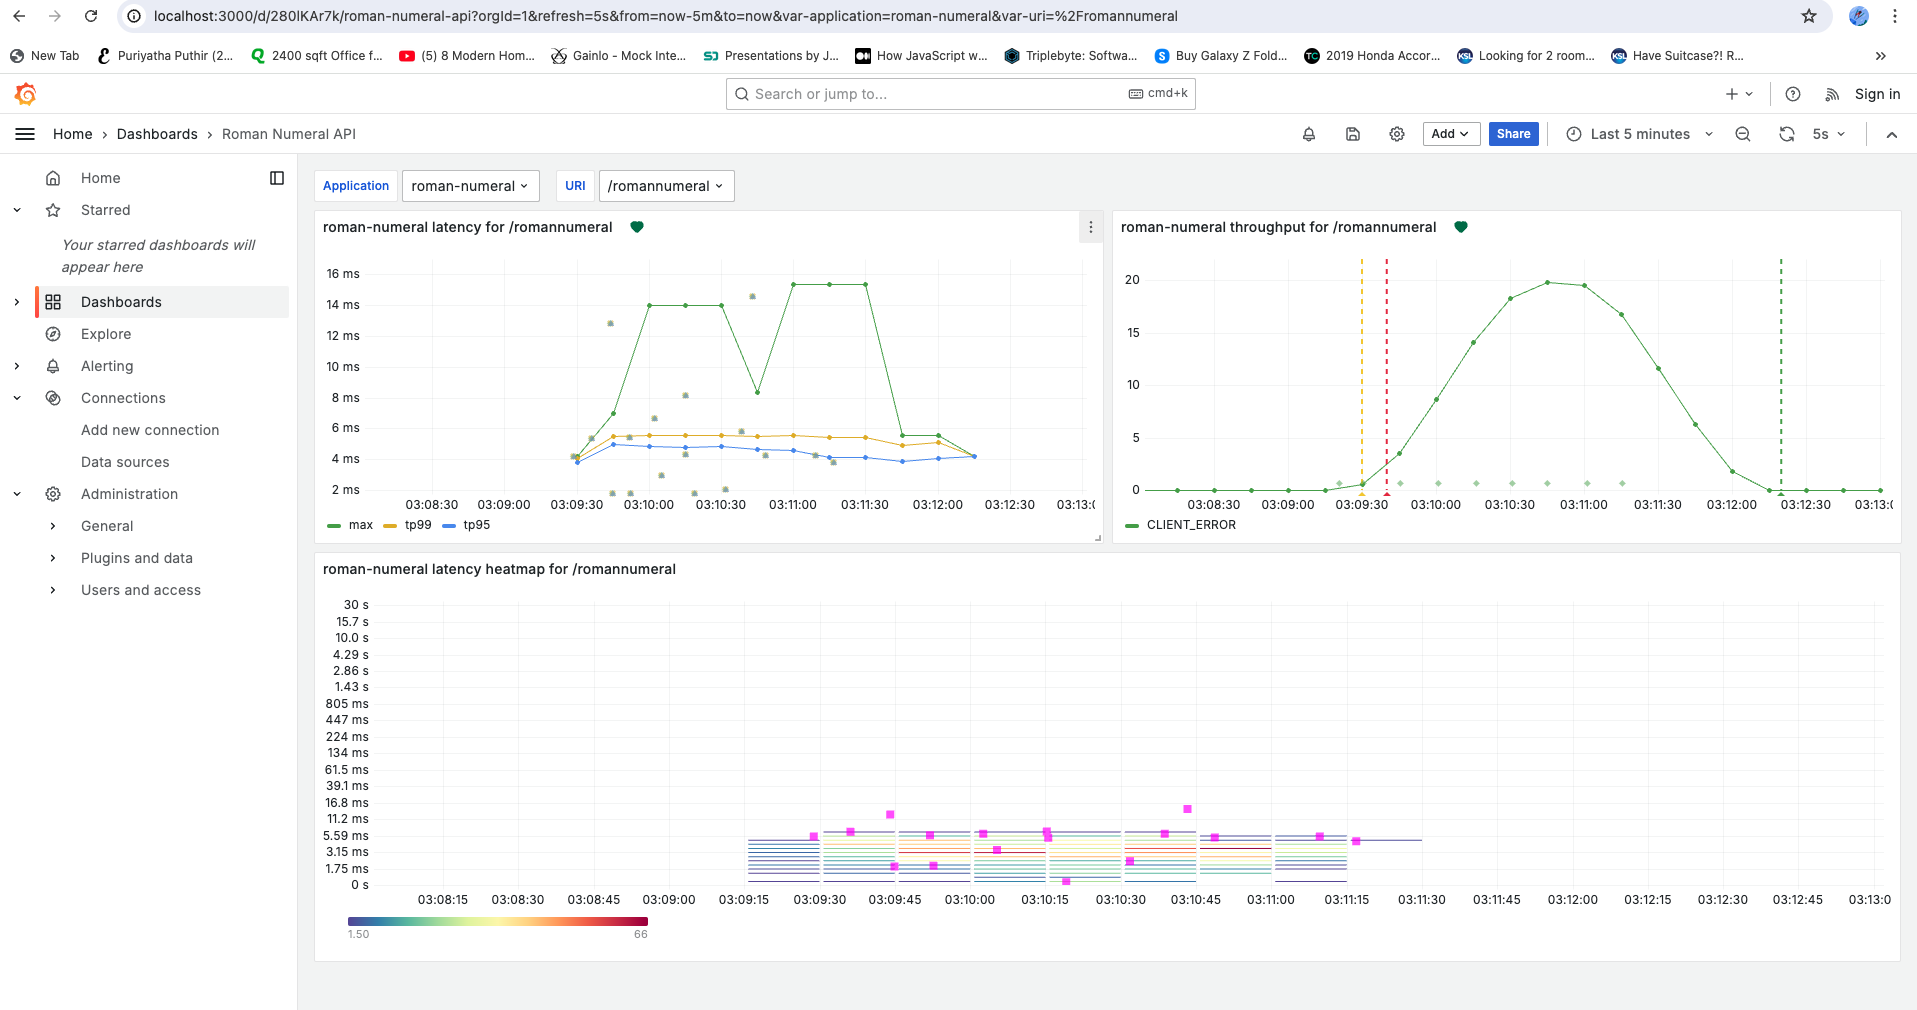 localhost:3000/d/280lKAr7k/roman-numeral-api?orgId=1&refresh=5s&from=now-5m&to=now&var-application=roman-numeral&var-uri=%2Fromannumeral
New Tab Puriyatha Puthir (2... 2400 sqft Office f... (5) 8 Modern Hom... Gainlo - Mock Inte... SJ Presentations by J... How JavaScript w... Triplebyte: Softwa... S Buy Galaxy Z Fold... TC 2019 Honda Accor... KSL Looking for 2 room... KSL Have Suitcase?! R...
Search or jump to... cmd+k Sign in
Home › Dashboards › Roman Numeral API Add Share Last 5 minutes 5s
Home
Starred
Your starred dashboards will
appear here
Dashboards
Explore
Alerting
Connections
Add new connection
Data sources
Administration
General
Plugins and data
Users and access
Application roman-numeral URI /romannumeral
roman-numeral latency for /romannumeral
16 ms
14 ms
12 ms
10 ms
8 ms
6 ms
4 ms
2 ms
03:08:30 03:09:00 03:09:30 03:10:00 03:10:30 03:11:00 03:11:30 03:12:00 03:12:30 03:13:0
max tp99 tp95
roman-numeral throughput for /romannumeral
20
15
10
5
0
03:08:30 03:09:00 03:09:30 03:10:00 03:10:30 03:11:00 03:11:30 03:12:00 03:12:30 03:13:0
CLIENT_ERROR
roman-numeral latency heatmap for /romannumeral
30 s
15.7 s
10.0 s
4.29 s
2.86 s
1.43 s
805 ms
447 ms
224 ms
134 ms
61.5 ms
39.1 ms
16.8 ms
11.2 ms
5.59 ms
3.15 ms
1.75 ms
0 s
03:08:15 03:08:30 03:08:45 03:09:00 03:09:15 03:09:30 03:09:45 03:10:00 03:10:15 03:10:30 03:10:45 03:11:00 03:11:15 03:11:30 03:11:45 03:12:00 03:12:15 03:12:30 03:12:45 03:13:0
1.50 66